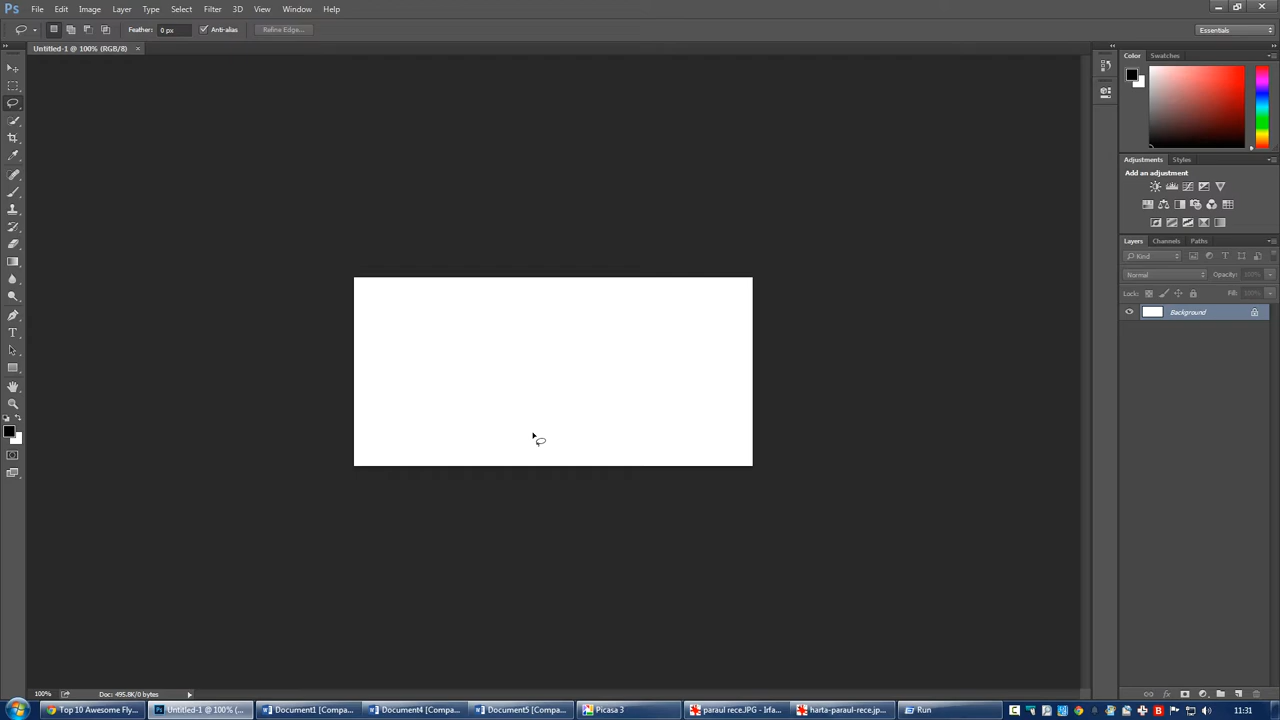 Ps File Edit Image Layer Type Select Filter 3D View Window Help
Feather: 0 px Anti-alias Refine Edge... Essentials
Untitled-1 @ 100% (RGB/8) ×
Color Swatches
Adjustments Styles
Add an adjustment
Layers Channels Paths
Kind
Normal Opacity: 100%
Lock: Fill: 100%
Background
T
100% Doc: 495.8K/0 bytes
Top 10 Awesome Fly... Untitled-1 @ 100% (... Document1 [Compa... Document4 [Compa... Document5 [Compa... Picasa 3 paraul rece.JPG - Irfa... harta-paraul-rece.jp... Run 11:31